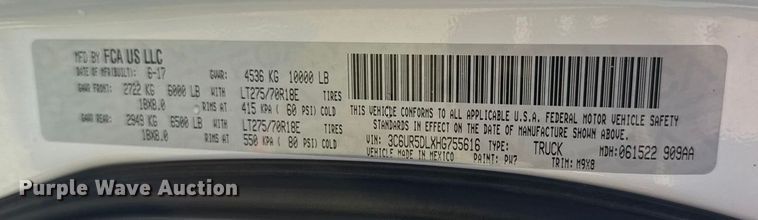 MFD BY FCA US LLC
DATE OF MFR(BUILT): 6-17 GVWR: 4536 KG 10000 LB
GAWR FRONT: 2722 KG 6000 LB WITH LT275/70R18E TIRES
18X8.0 RIMS AT 415 KPA ( 60 PSI) COLD
GAWR REAR: 2949 KG 6500 LB WITH LT275/70R18E TIRES
18X8.0 RIMS AT 550 KPA ( 80 PSI) COLD
THIS VEHICLE CONFORMS TO ALL APPLICABLE U.S.A. FEDERAL MOTOR VEHICLE SAFETY
STANDARDS IN EFFECT ON THE DATE OF MANUFACTURE SHOWN ABOVE.
VIN: 3C6UR5DLXHG755616 TYPE: TRUCK MDH: 061522 909AA
VEHICLE MADE IN MEXICO PAINT: PW7 TRIM: M9X8
Purple Wave Auction